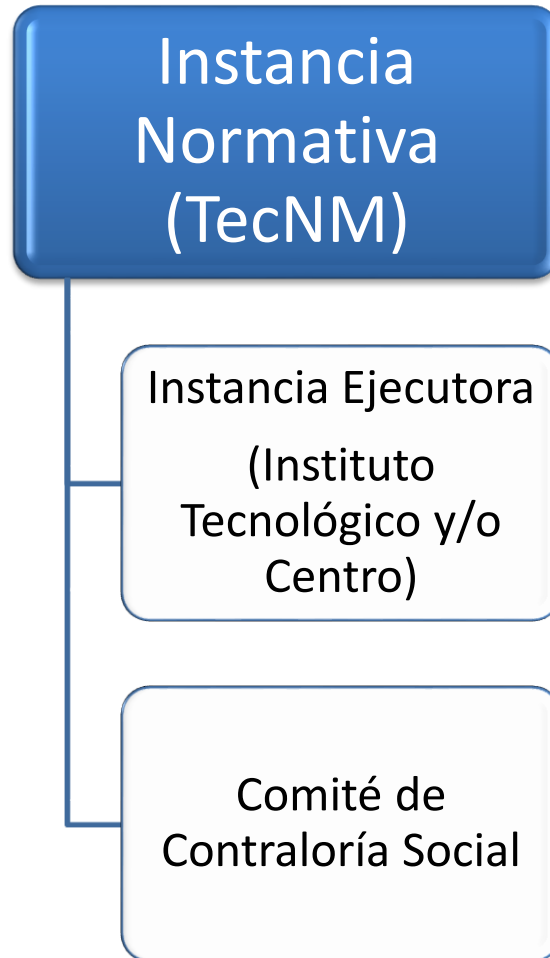 Instancia
Normativa
(TecNM)
Instancia Ejecutora
(Instituto
Tecnológico y/o
Centro)
Comité de
Contraloría Social